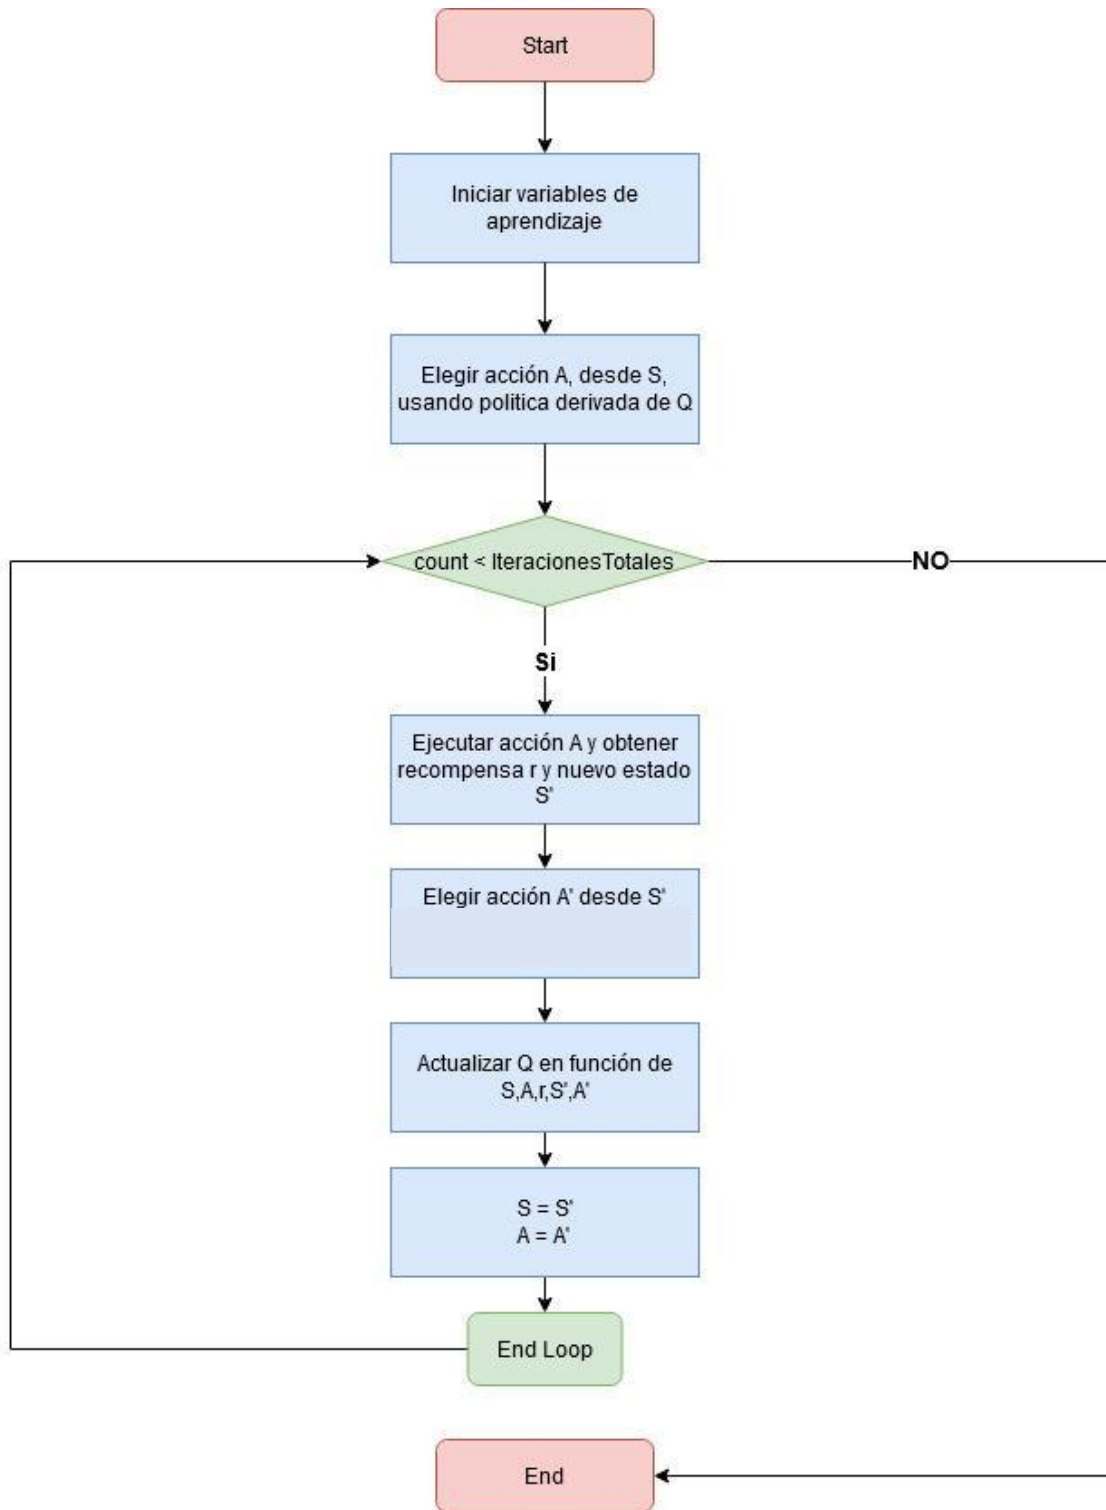 Start
Iniciar variables de
aprendizaje
Elegir acción A, desde S,
usando politica derivada de Q
count < IteracionesTotales
NO
Si
Ejecutar acción A y obtener
recompensa r y nuevo estado
S'
Elegir acción A' desde S'
Actualizar Q en función de
S,A,r,S',A'
S = S'
A = A'
End Loop
End